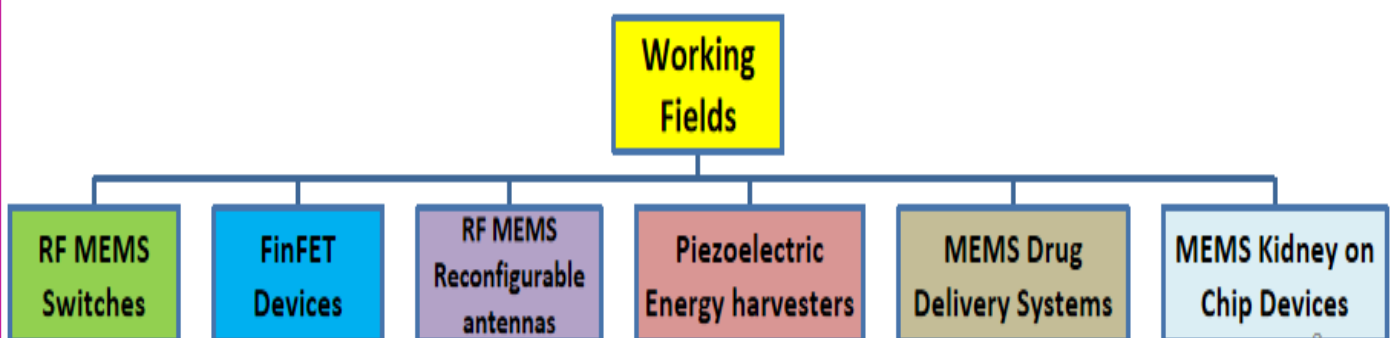 Working
Fields
RF MEMS
Switches
FinFET
Devices
RF MEMS
Reconfigurable
antennas
Piezoelectric
Energy harvesters
MEMS Drug
Delivery Systems
MEMS Kidney on
Chip Devices